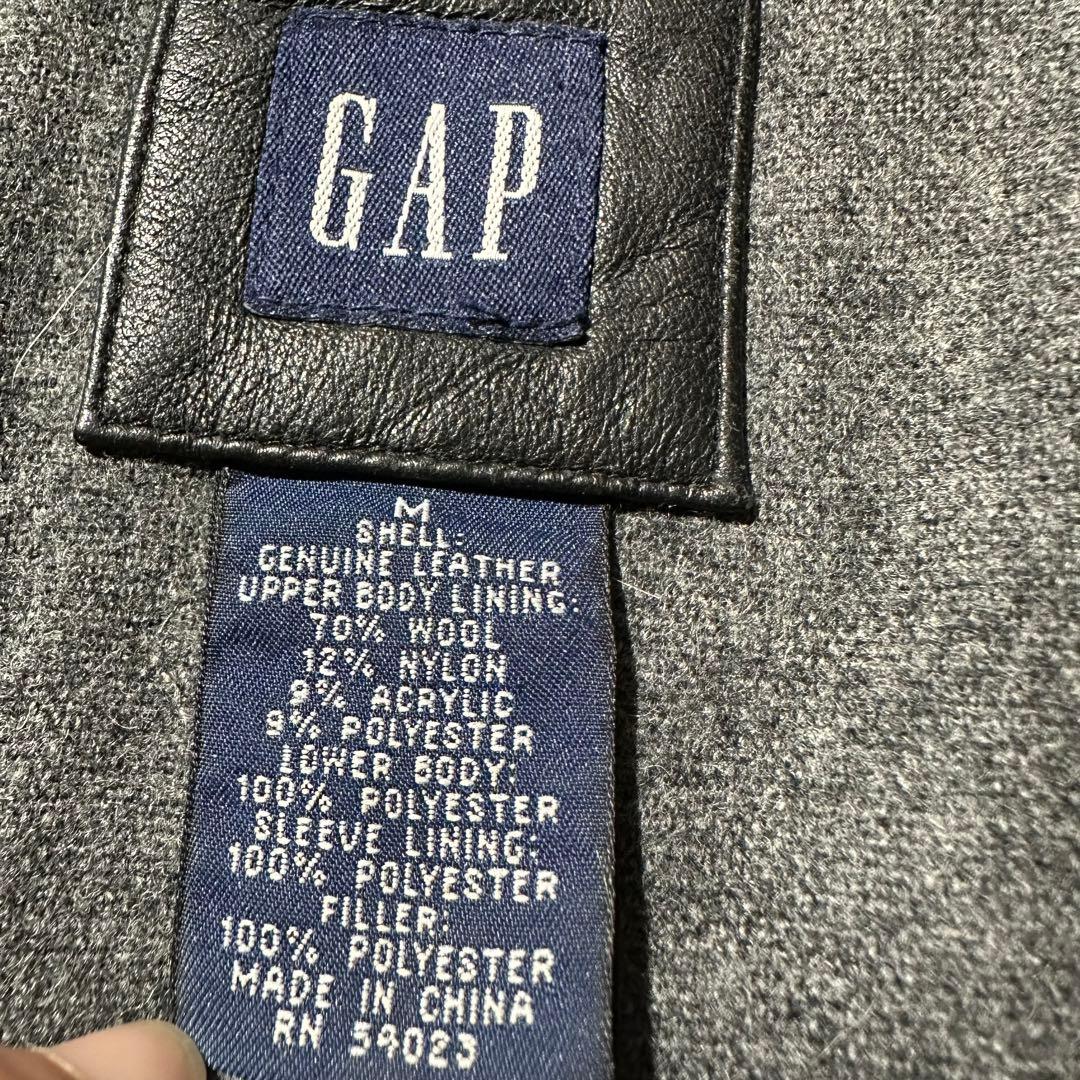 GAP
M
SHELL:
GENUINE LEATHER
UPPER BODY LINING:
70% WOOL
12% NYLON
9% ACRYLIC
9% POLYESTER
LOWER BODY:
100% POLYESTER
SLEEVE LINING:
100% POLYESTER
FILLER:
100% POLYESTER
MADE IN CHINA
RN 54023